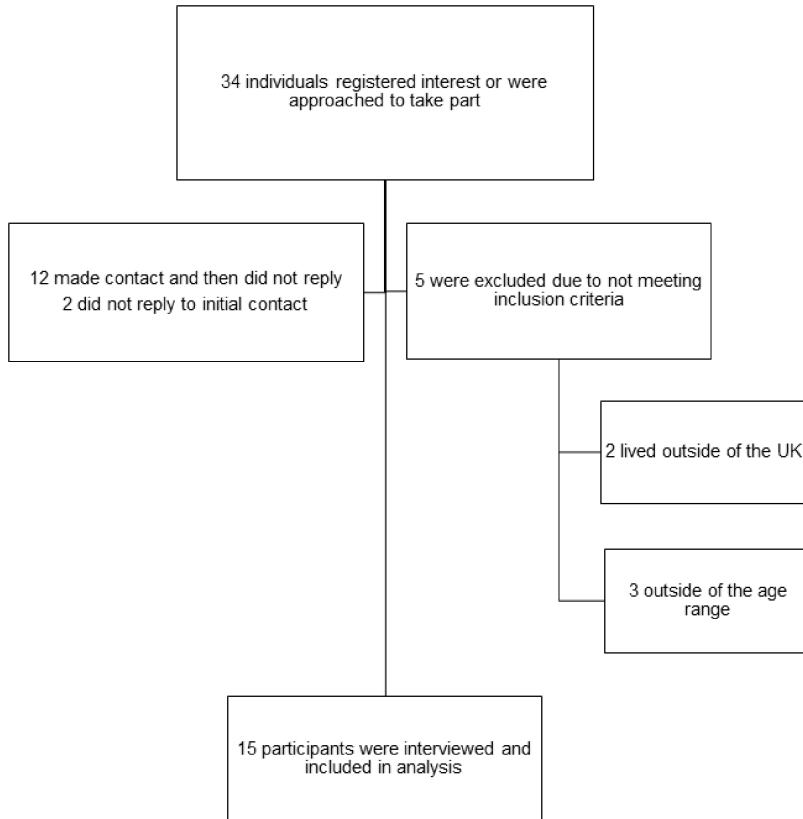 34 individuals registered interest or were
approached to take part
12 made contact and then did not reply
2 did not reply to initial contact
5 were excluded due to not meeting
inclusion criteria
2 lived outside of the UK
3 outside of the age
range
15 participants were interviewed and
included in analysis